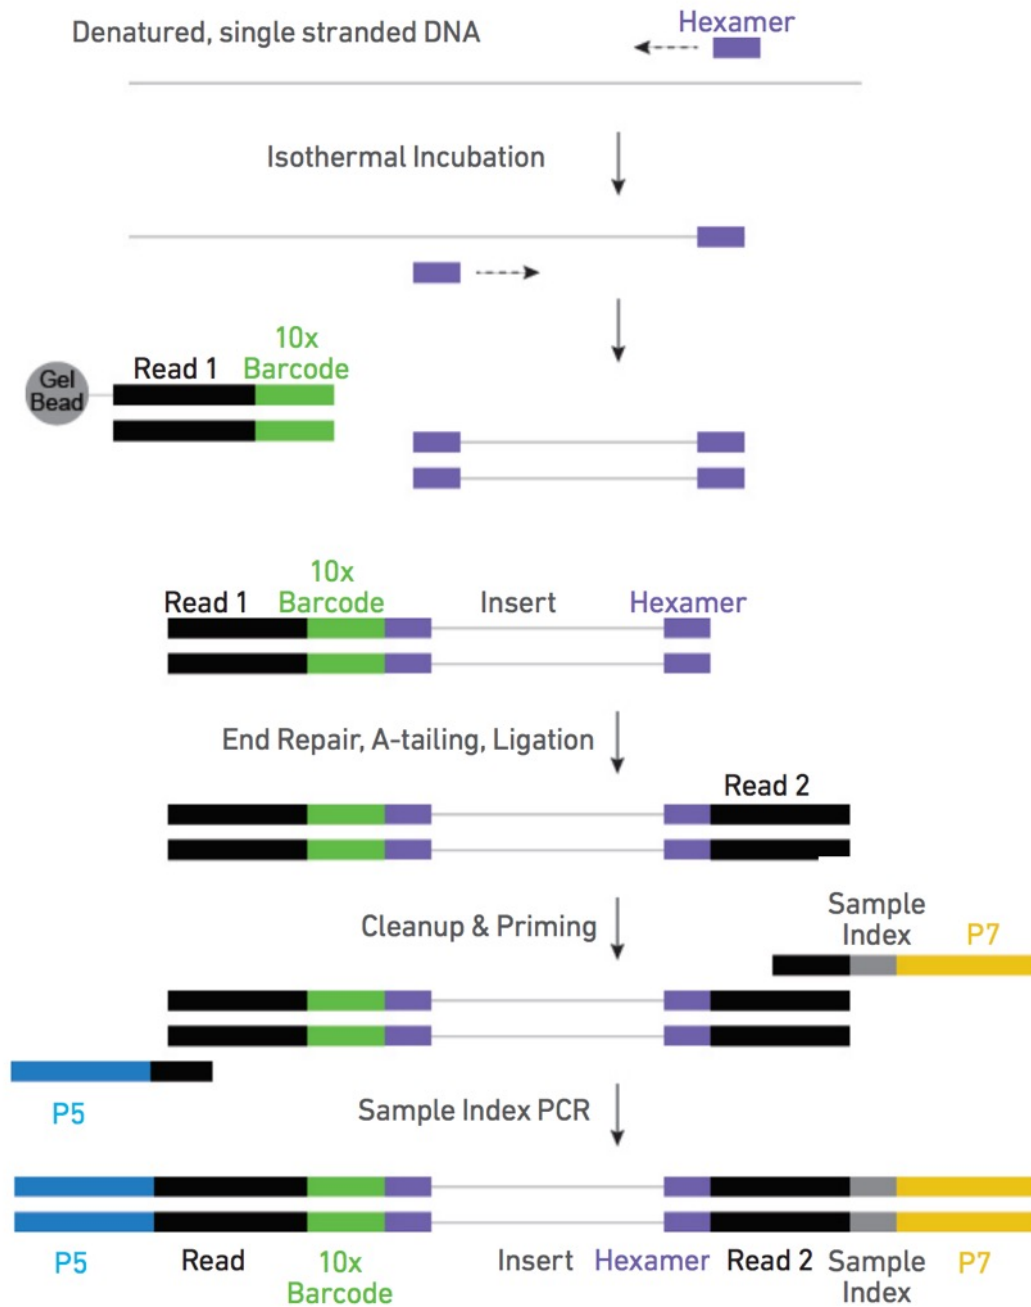 Denatured, single stranded DNA
Hexamer
Isothermal Incubation
10x
Barcode
Read 1
Gel
Bead
10x
Barcode
Read 1
Insert
Hexamer
End Repair, A-tailing, Ligation
Read 2
Cleanup & Priming
Sample
Index
P7
P5
Sample Index PCR
P5
Read
10x
Barcode
Insert
Hexamer
Read 2
Sample
Index
P7